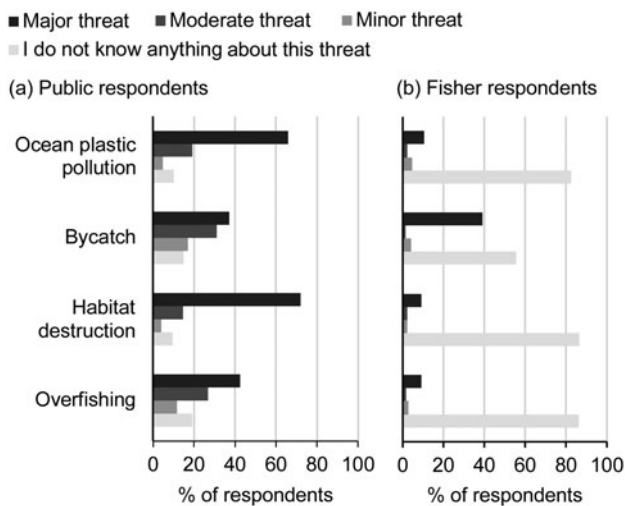 Major threat Moderate threat Minor threat
I do not know anything about this threat
(a) Public respondents (b) Fisher respondents
Ocean plastic
pollution
Bycatch
Habitat
destruction
Overfishing
0 20 40 60 80 100 0 20 40 60 80 100
% of respondents % of respondents